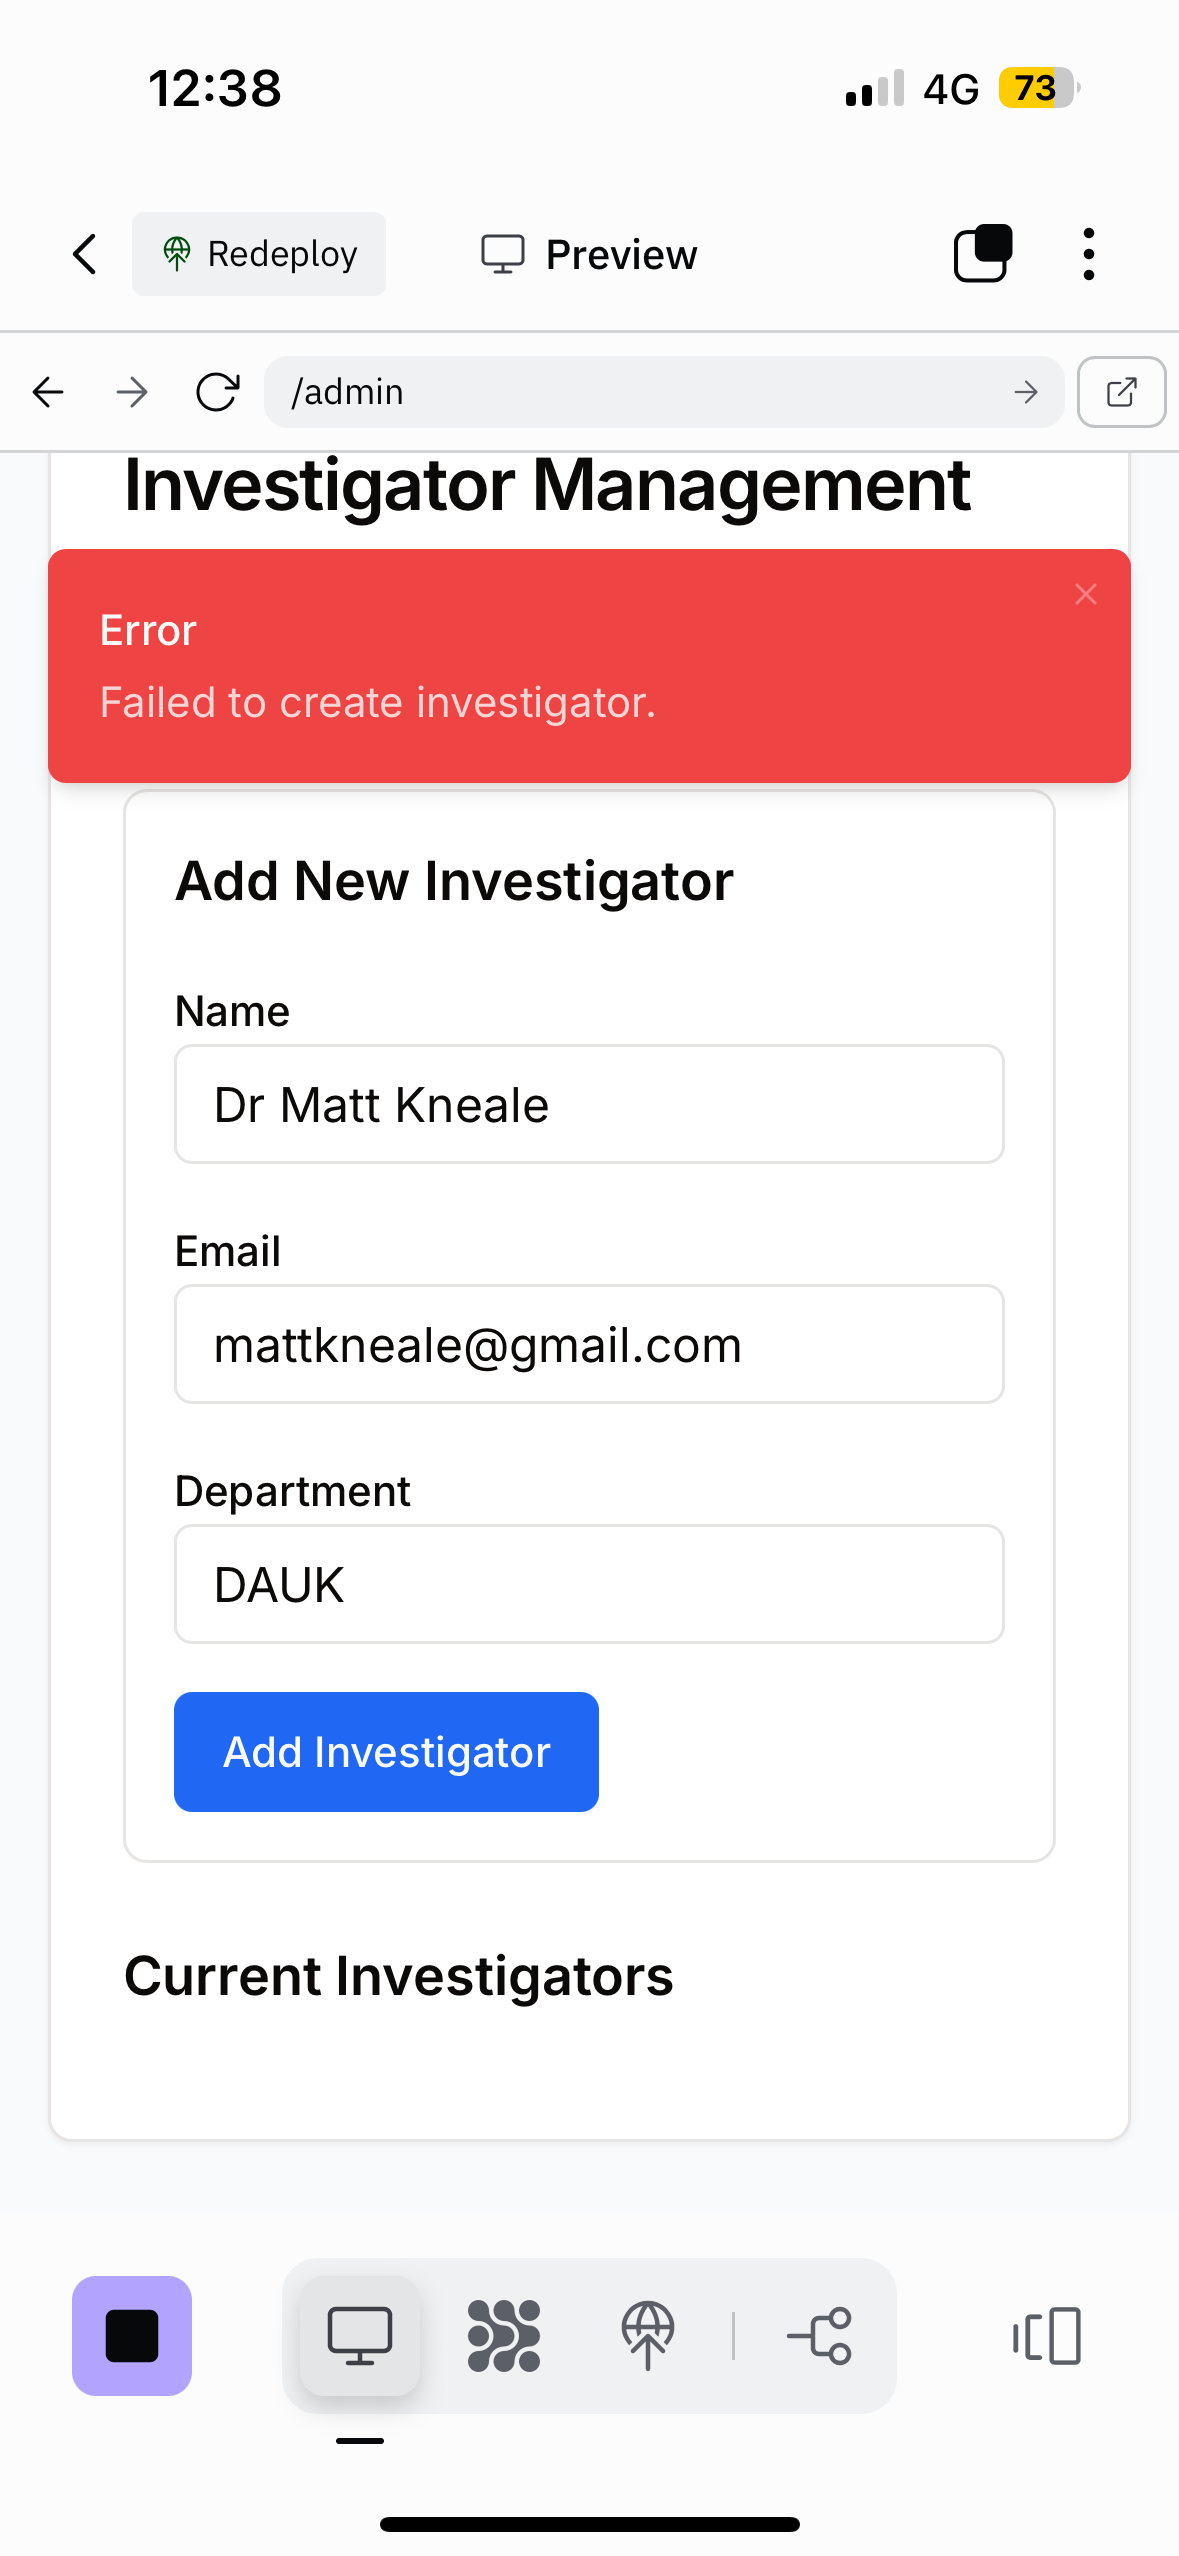 12:38
4G
73
Redeploy
Preview
/admin
Investigator Management
Error
Failed to create investigator.
Add New Investigator
Name
Dr Matt Kneale
Email
mattkneale@gmail.com
Department
DAUK
Add Investigator
Current Investigators